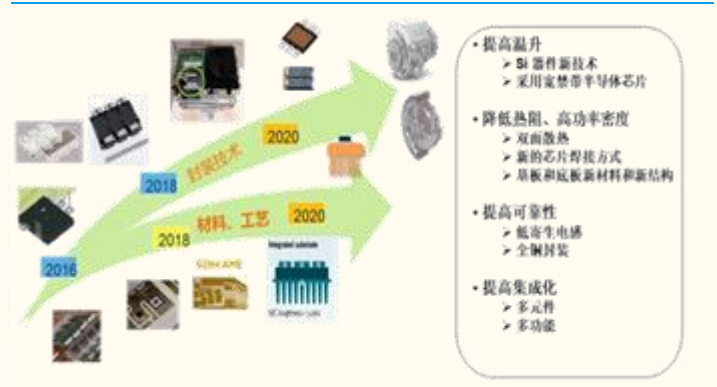 2016
2018
封装技术
2020
2018
材料、工艺
2020
Integrated substrate
• 提高温升
➢ Si 器件新技术
➢ 采用宽禁带半导体芯片
• 降低热阻、高功率密度
➢ 双面散热
➢ 新的芯片焊接方式
➢ 基板和底板新材料和新结构
• 提高可靠性
➢ 低寄生电感
➢ 全铜封装
• 提高集成化
➢ 多元件
➢ 多功能